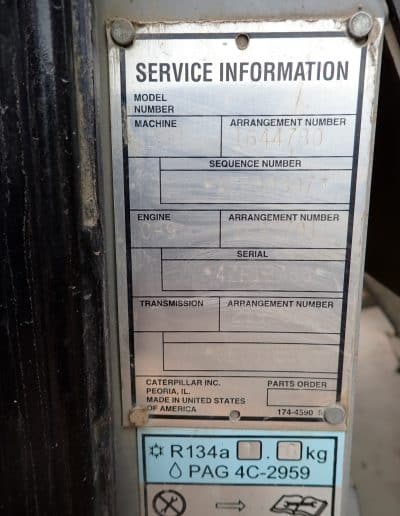 SERVICE INFORMATION
MODEL
NUMBER
MACHINE ARRANGEMENT NUMBER
SEQUENCE NUMBER
ENGINE ARRANGEMENT NUMBER
C-9
SERIAL
TRANSMISSION ARRANGEMENT NUMBER
CATERPILLAR INC. PARTS ORDER
PEORIA, IL.
MADE IN UNITED STATES
OF AMERICA 174-4590
R134a . kg
PAG 4C-2959